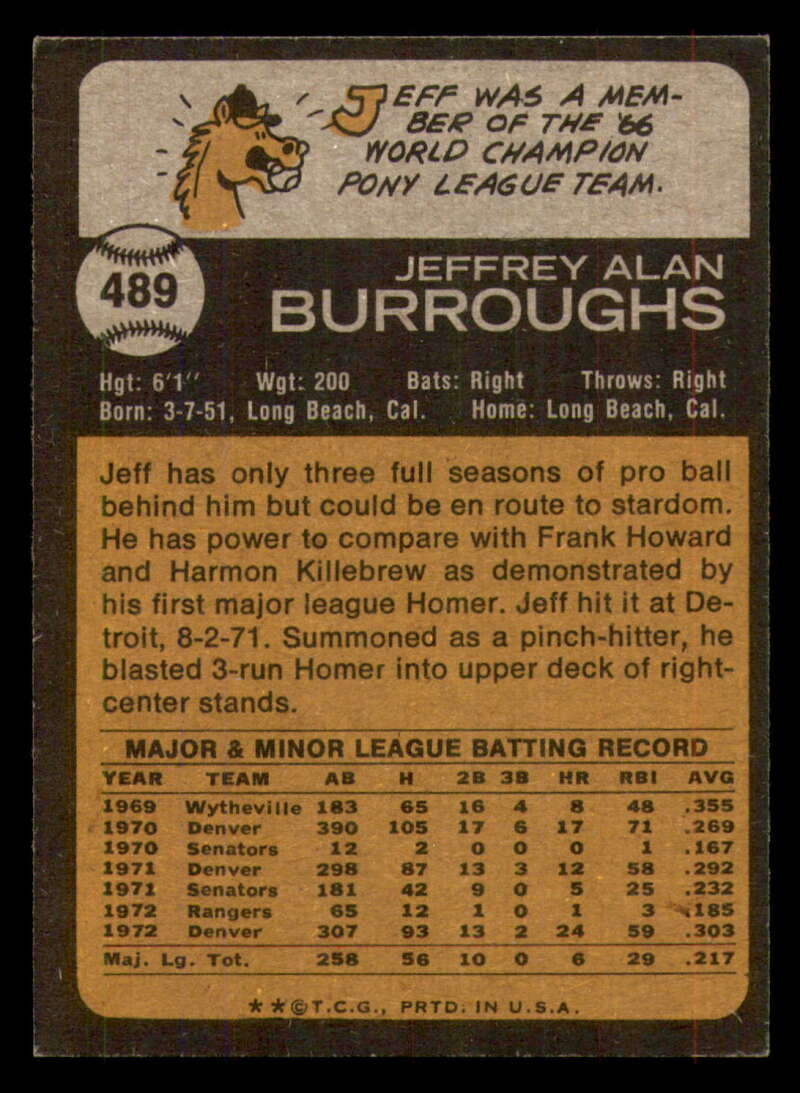 JEFF WAS A MEM-
BER OF THE '66
WORLD CHAMPION
PONY LEAGUE TEAM.
489
JEFFREY ALAN
BURROUGHS
Hgt: 6'1" Wgt: 200 Bats: Right Throws: Right
Born: 3-7-51, Long Beach, Cal. Home: Long Beach, Cal.
Jeff has only three full seasons of pro ball
behind him but could be en route to stardom.
He has power to compare with Frank Howard
and Harmon Killebrew as demonstrated by
his first major league Homer. Jeff hit it at De-
troit, 8-2-71. Summoned as a pinch-hitter, he
blasted 3-run Homer into upper deck of right-
center stands.
MAJOR & MINOR LEAGUE BATTING RECORD
YEAR TEAM AB H 2B 3B HR RBI AVG
1969 Wytheville 183 65 16 4 8 48 .355
1970 Denver 390 105 17 6 17 71 .269
1970 Senators 12 2 0 0 0 1 .167
1971 Denver 298 87 13 3 12 58 .292
1971 Senators 181 42 9 0 5 25 .232
1972 Rangers 65 12 1 0 1 3 .185
1972 Denver 307 93 13 2 24 59 .303
Maj. Lg. Tot. 258 56 10 0 6 29 .217
**©T.C.G., PRTD. IN U.S.A.